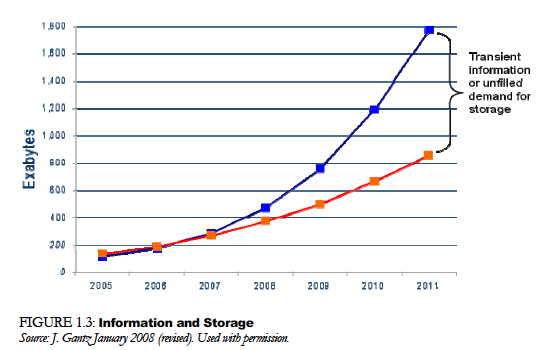 1,800
1,600
1,400
1,200
1,000
800
600
400
200
0
Exabytes
2005 2006 2007 2008 2009 2010 2011
Transient
information
or unfilled
demand for
storage
FIGURE 1.3: Information and Storage
Source: J. Gantz January 2008 (revised). Used with permission.